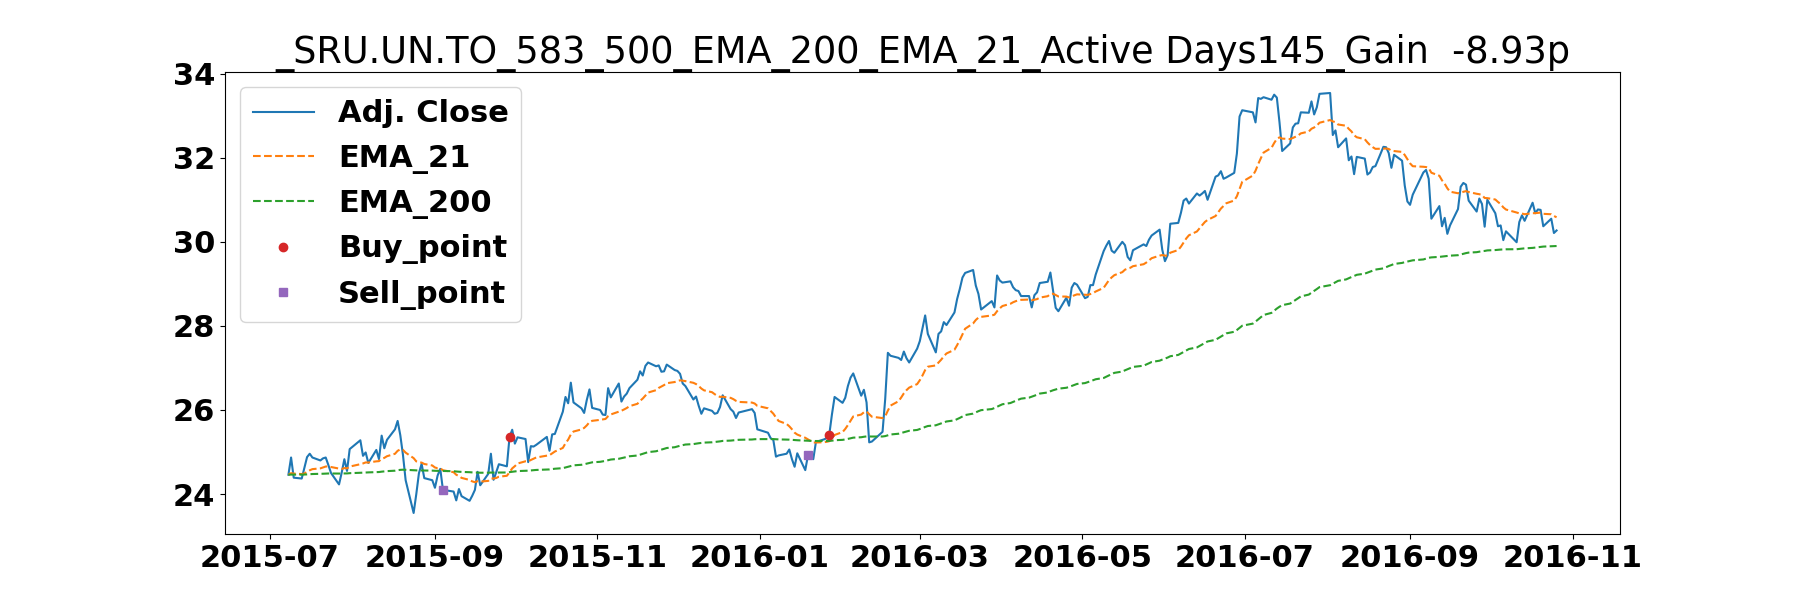 _SRU.UN.TO_583_500_EMA_200_EMA_21_Active Days145_Gain  -8.93p
34
32
30
28
26
24
Adj. Close
EMA_21
EMA_200
Buy_point
Sell_point
2015-07 2015-09 2015-11 2016-01 2016-03 2016-05 2016-07 2016-09 2016-11